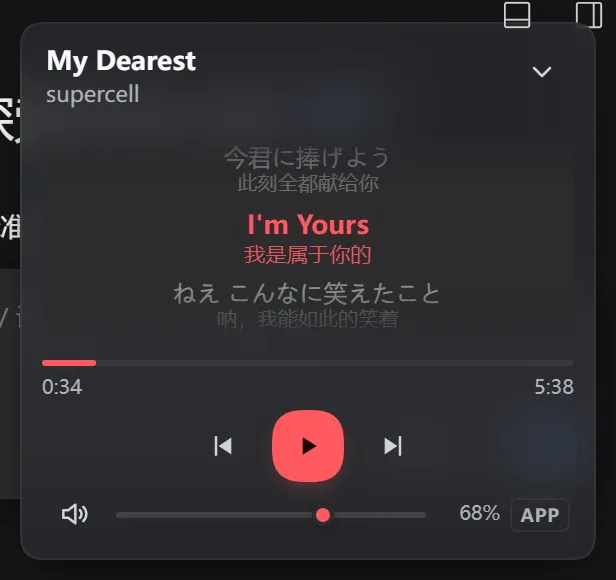 My Dearest
supercell
今君に捧げよう
此刻全都献给你
I'm Yours
我是属于你的
ねえ こんなに笑えたこと
呐，我能如此的笑着
0:34
5:38
68%
APP
准
/